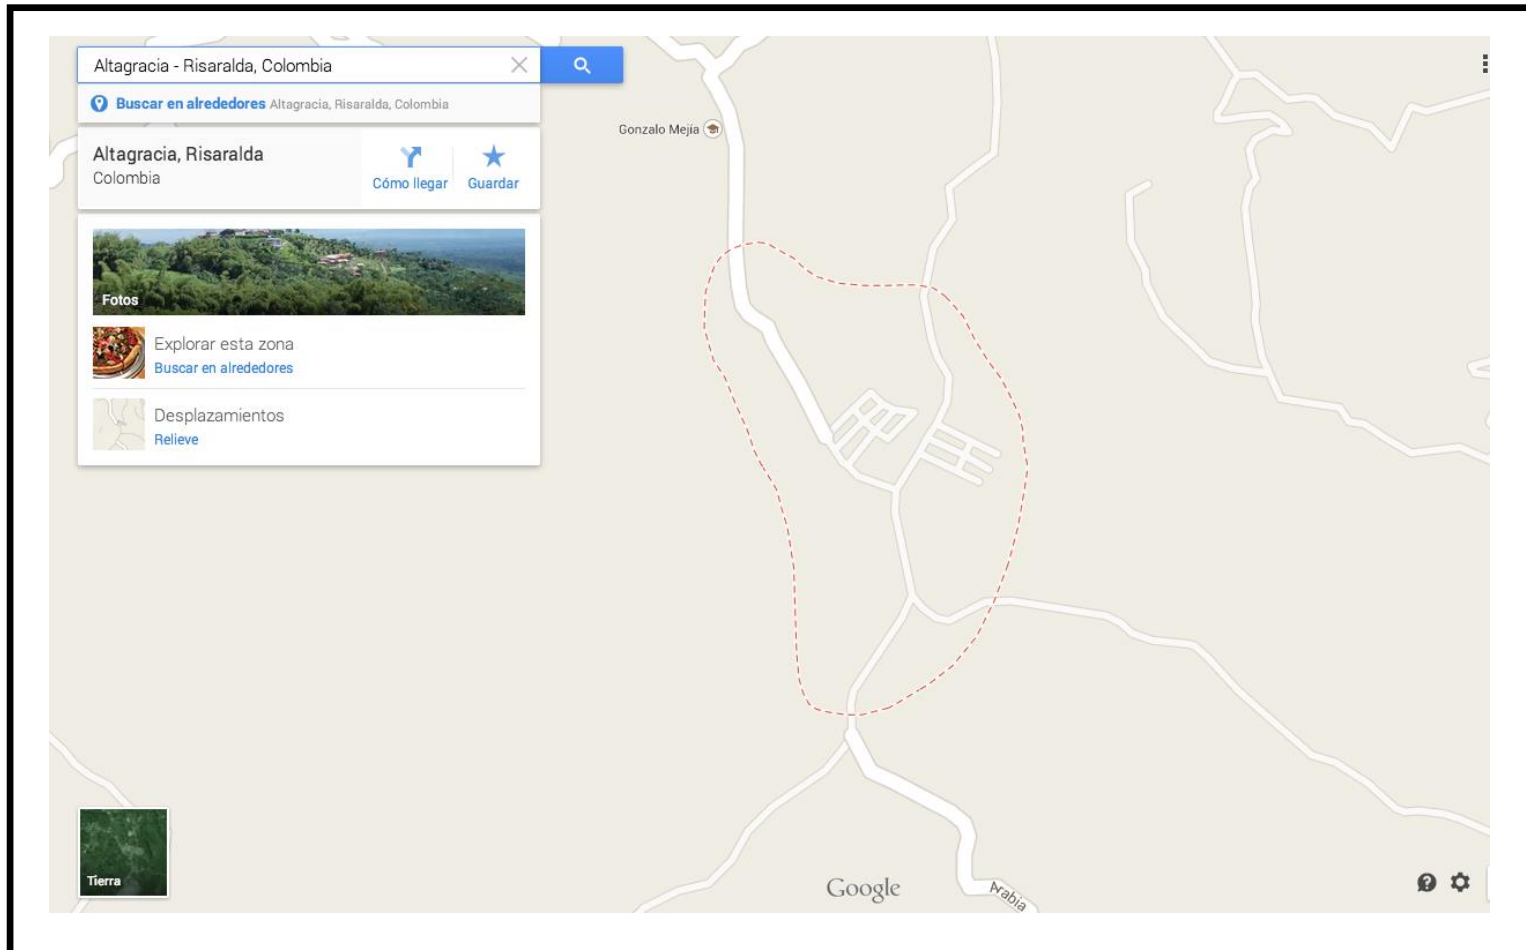 Altagracia - Risaralda, Colombia
Buscar en alrededores Altagracia, Risaralda, Colombia
Altagracia, Risaralda
Colombia
Cómo llegar
Guardar
Fotos
Explorar esta zona
Buscar en alrededores
Desplazamientos
Relieve
Gonzalo Mejía
Tierra
Google
Arabia